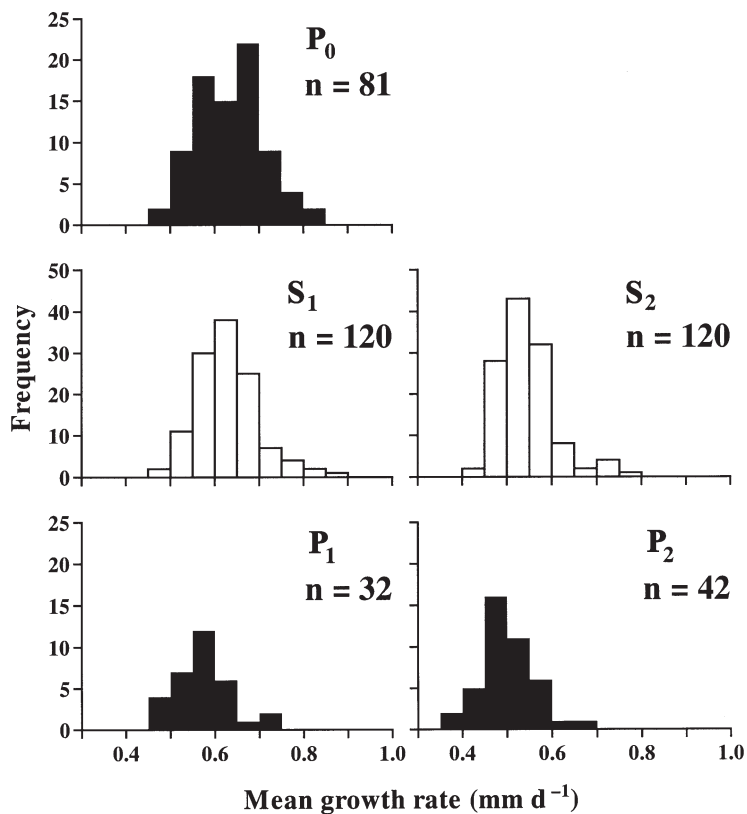 25
20
15
10
5
0
P0
n = 81
Frequency
50
40
30
20
10
0
S1
n = 120
S2
n = 120
25
20
15
10
5
0
P1
n = 32
P2
n = 42
0.4 0.6 0.8 1.0
0.4 0.6 0.8 1.0
Mean growth rate (mm d⁻¹)